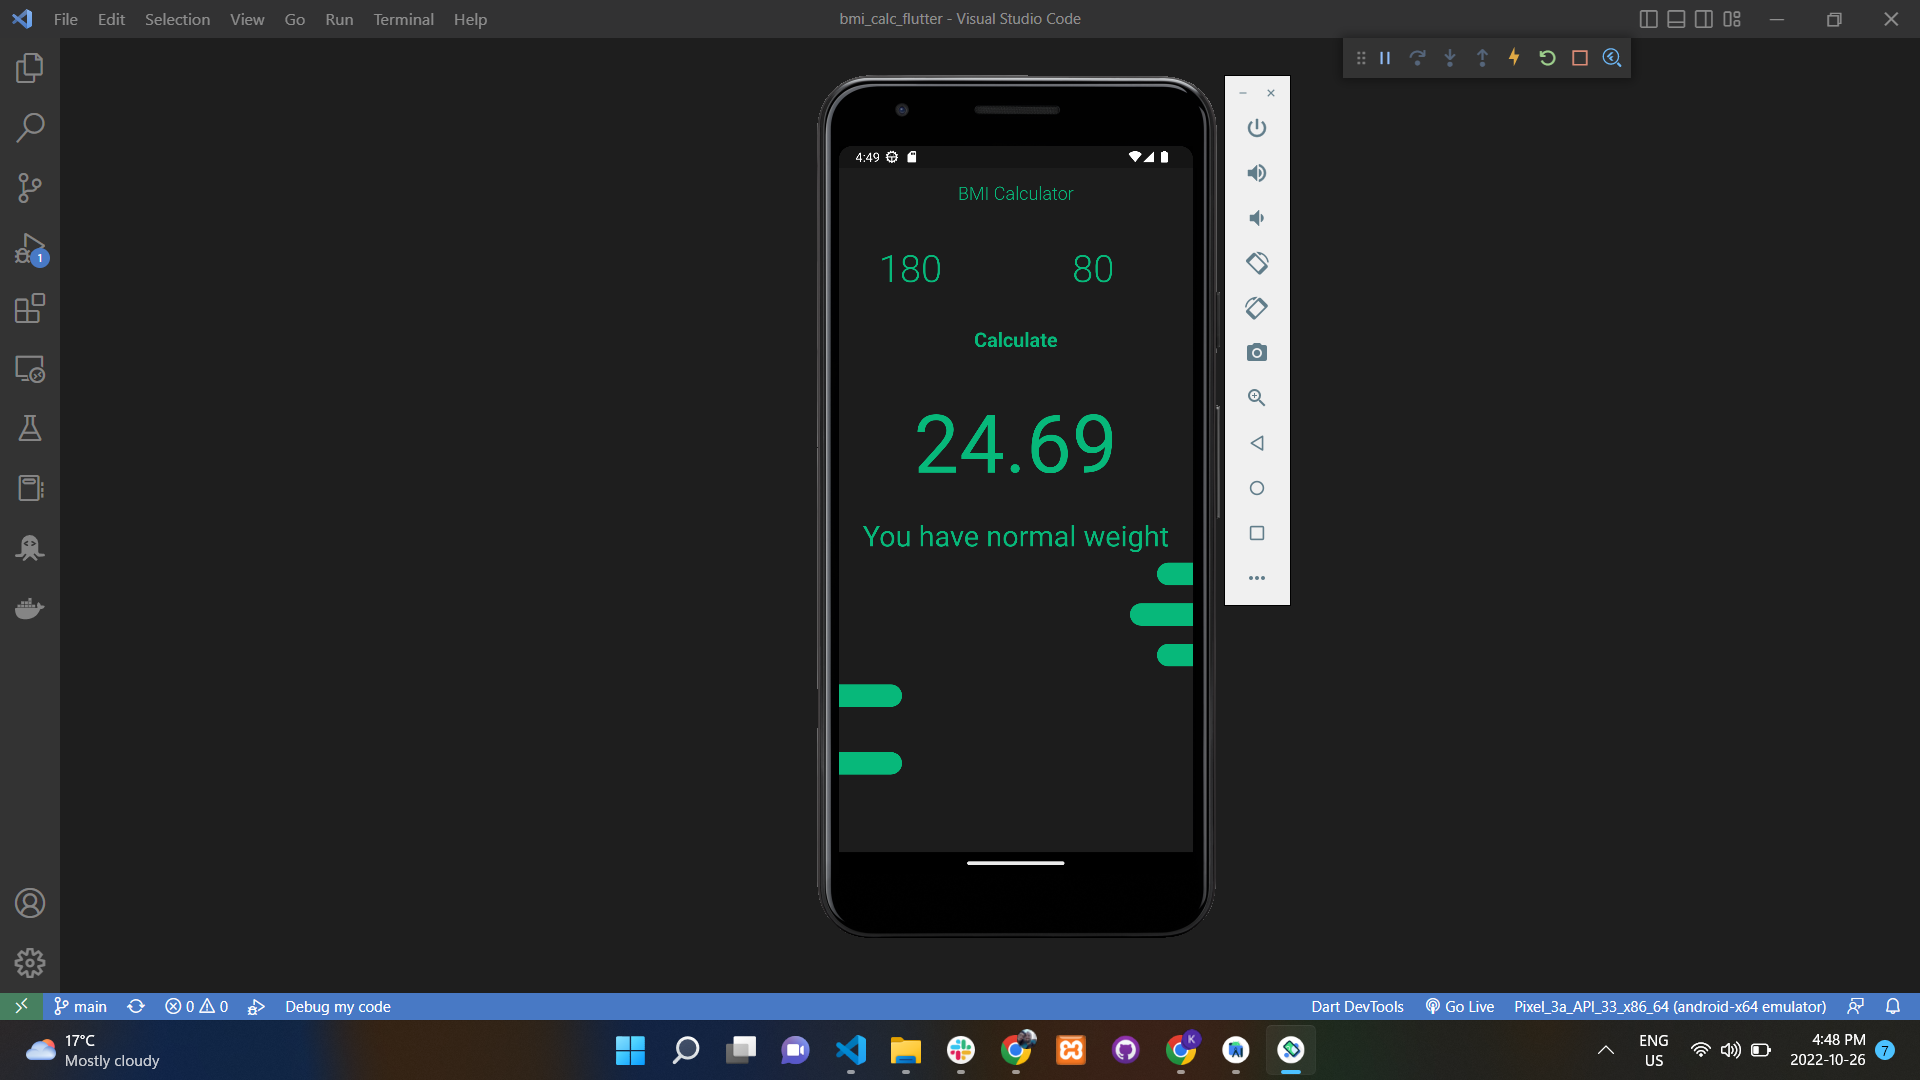 File Edit Selection View Go Run Terminal Help
bmi_calc_flutter - Visual Studio Code
4:49
BMI Calculator
180 80
Calculate
24.69
You have normal weight
1
main 0 0 Debug my code
Dart DevTools Go Live Pixel_3a_API_33_x86_64 (android-x64 emulator)
17°C
Mostly cloudy
K
ENG
US
4:48 PM
2022-10-26
7